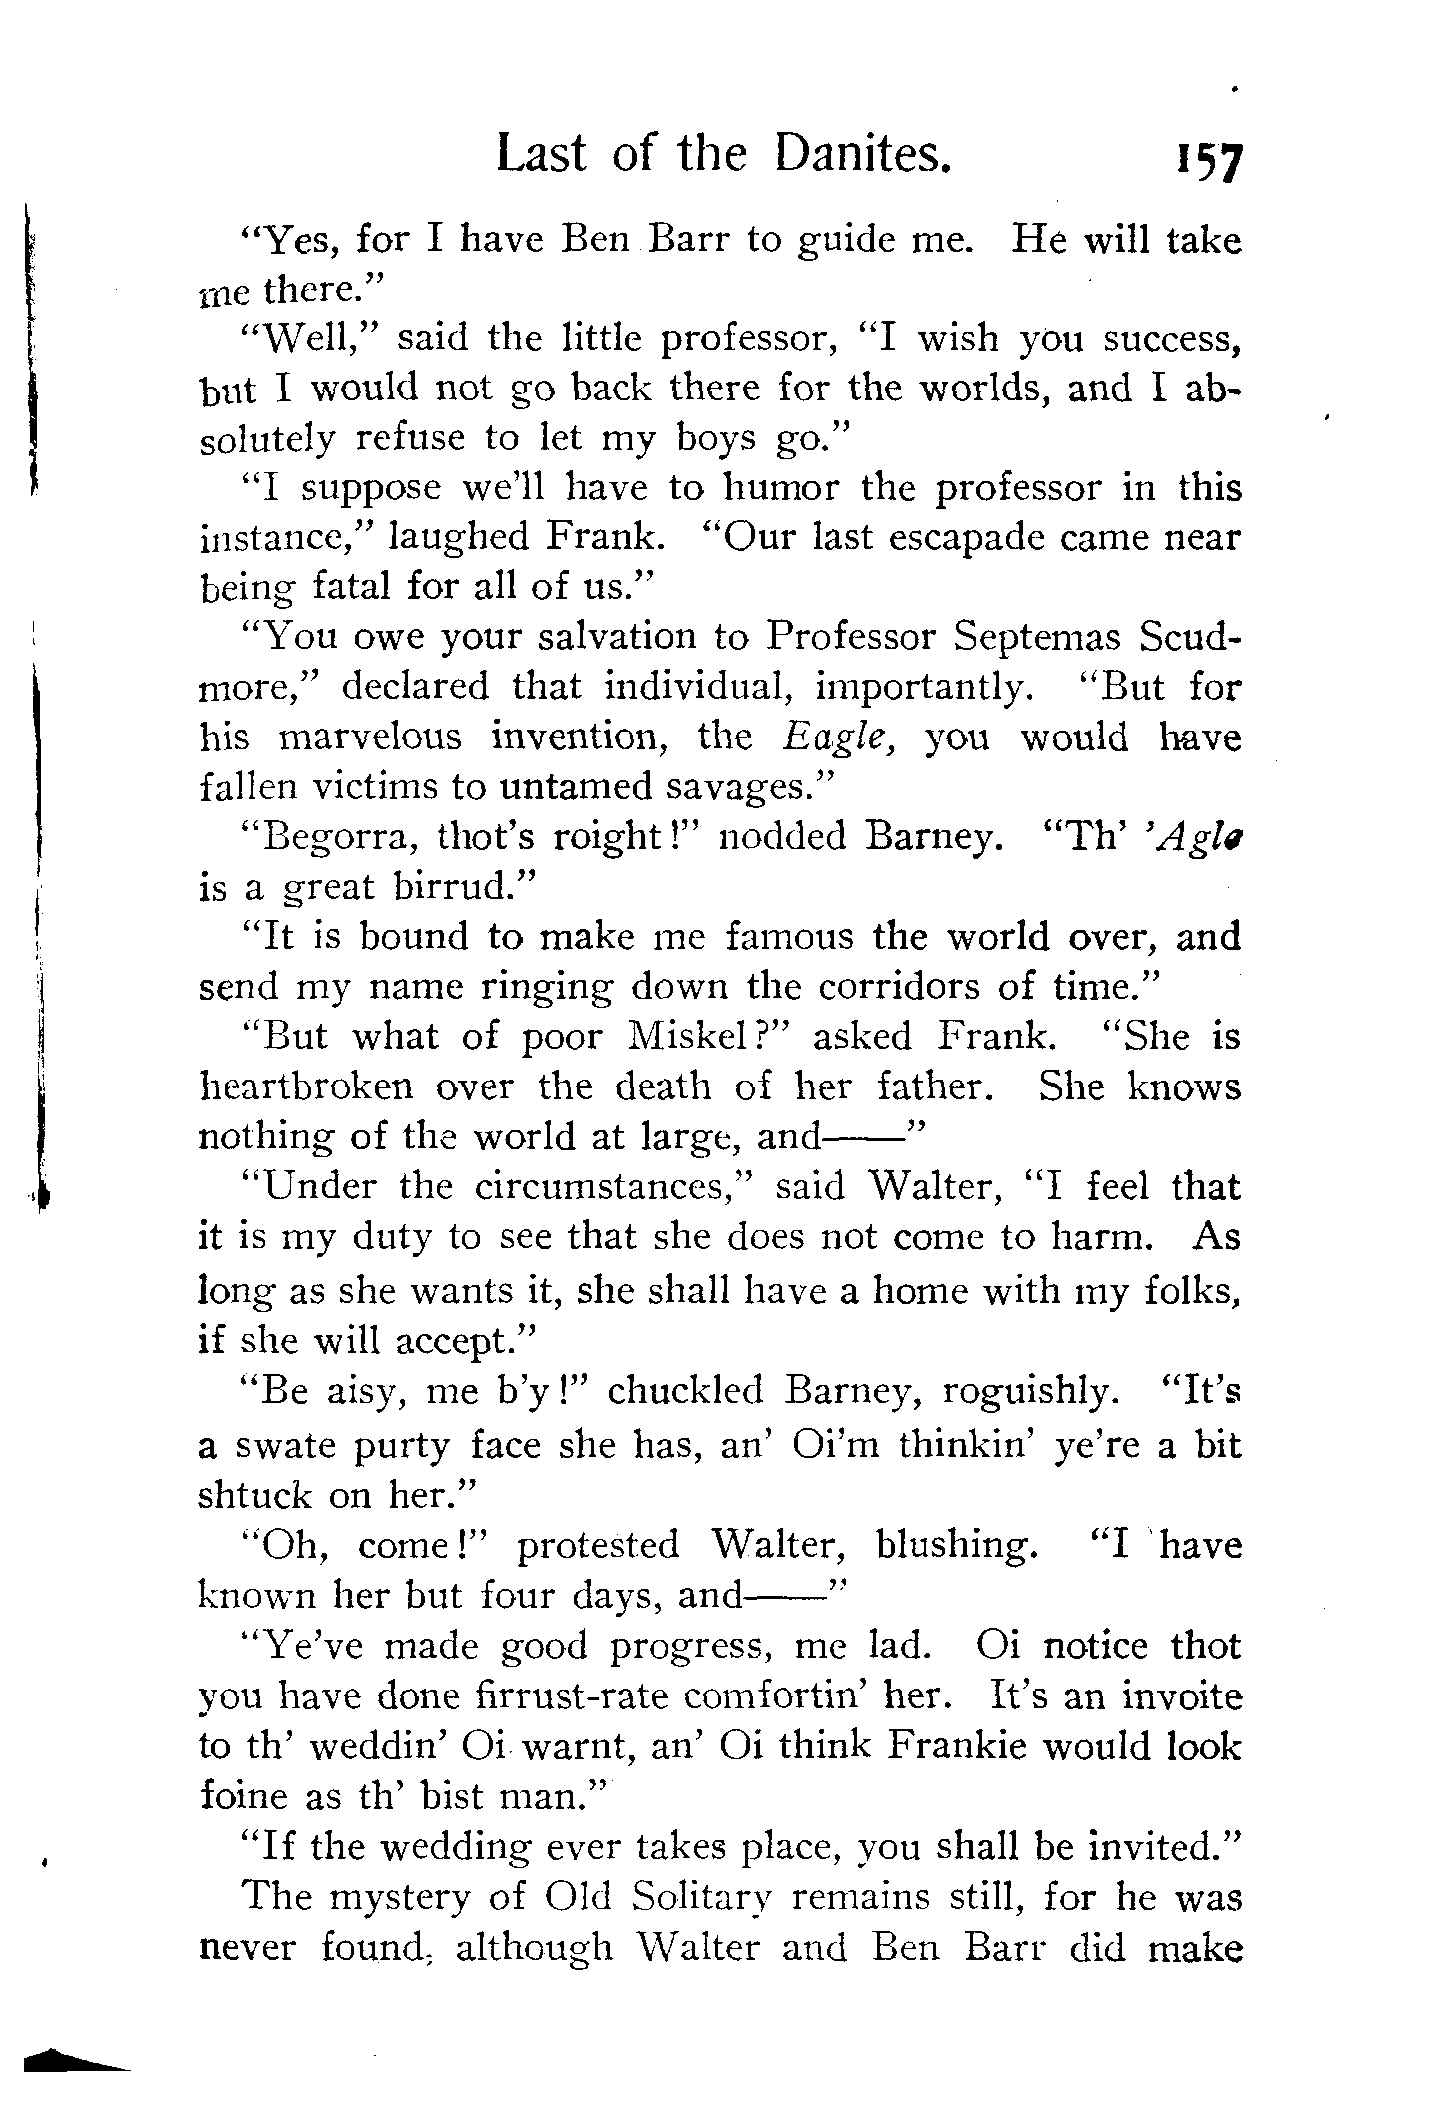 Last of the Danites. 157
"Yes, for I have Ben Barr to guide me. He will take
me there."
"Well," said the little professor, "I wish you success,
but I would not go back there for the worlds, and I ab-
solutely refuse to let my boys go."
"I suppose we'll have to humor the professor in this
instance," laughed Frank. "Our last escapade came near
being fatal for all of us."
"You owe your salvation to Professor Septemas Scud-
more," declared that individual, importantly. "But for
his marvelous invention, the Eagle, you would have
fallen victims to untamed savages."
"Begorra, thot's roight!" nodded Barney. "Th' 'Agle
is a great birrud."
"It is bound to make me famous the world over, and
send my name ringing down the corridors of time."
"But what of poor Miskel?" asked Frank. "She is
heartbroken over the death of her father. She knows
nothing of the world at large, and——"
"Under the circumstances," said Walter, "I feel that
it is my duty to see that she does not come to harm. As
long as she wants it, she shall have a home with my folks,
if she will accept."
"Be aisy, me b'y!" chuckled Barney, roguishly. "It's
a swate purty face she has, an' Oi'm thinkin' ye're a bit
shtuck on her."
"Oh, come!" protested Walter, blushing. "I have
known her but four days, and——"
"Ye've made good progress, me lad. Oi notice thot
you have done firrust-rate comfortin' her. It's an invoite
to th' weddin' Oi warnt, an' Oi think Frankie would look
foine as th' bist man."
"If the wedding ever takes place, you shall be invited."
The mystery of Old Solitary remains still, for he was
never found, although Walter and Ben Barr did make